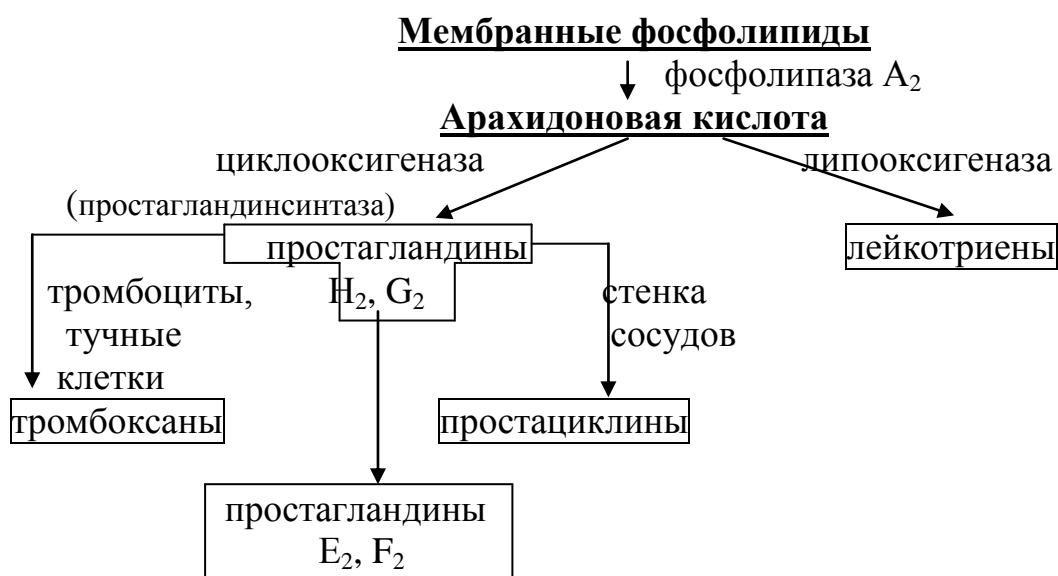 Мембранные фосфолипиды
фосфолипаза А₂
Арахидоновая кислота
циклооксигеназа
липооксигеназа
(простагландинсинтаза)
простагландины
H₂, G₂
лейкотриены
тромбоциты,
тучные
клетки
стенка
сосудов
тромбоксаны
простациклины
простагландины
E₂, F₂